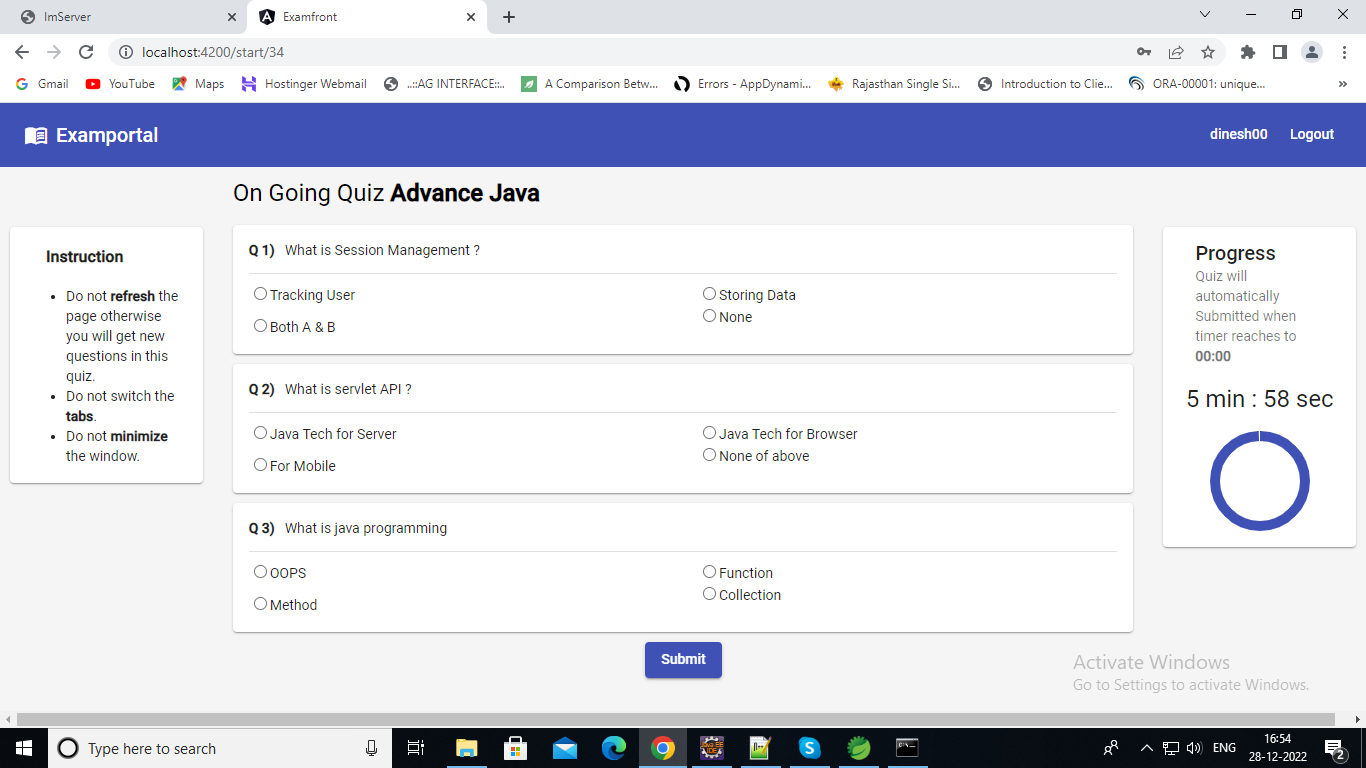 ImServer
Examfront
localhost:4200/start/34
Gmail
YouTube
Maps
Hostinger Webmail
..::AG INTERFACE::..
A Comparison Betw...
Errors - AppDynami...
Rajasthan Single Si...
Introduction to Clie...
ORA-00001: unique...
Examportal
dinesh00
Logout
On Going Quiz Advance Java
Instruction
Do not refresh the
page otherwise
you will get new
questions in this
quiz.
Do not switch the
tabs.
Do not minimize
the window.
Q 1) What is Session Management ?
Tracking User
Storing Data
Both A & B
None
Q 2) What is servlet API ?
Java Tech for Server
Java Tech for Browser
For Mobile
None of above
Q 3) What is java programming
OOPS
Function
Method
Collection
Submit
Progress
Quiz will
automatically
Submitted when
timer reaches to
00:00
5 min : 58 sec
Activate Windows
Go to Settings to activate Windows.
Type here to search
ENG
16:54
28-12-2022
2